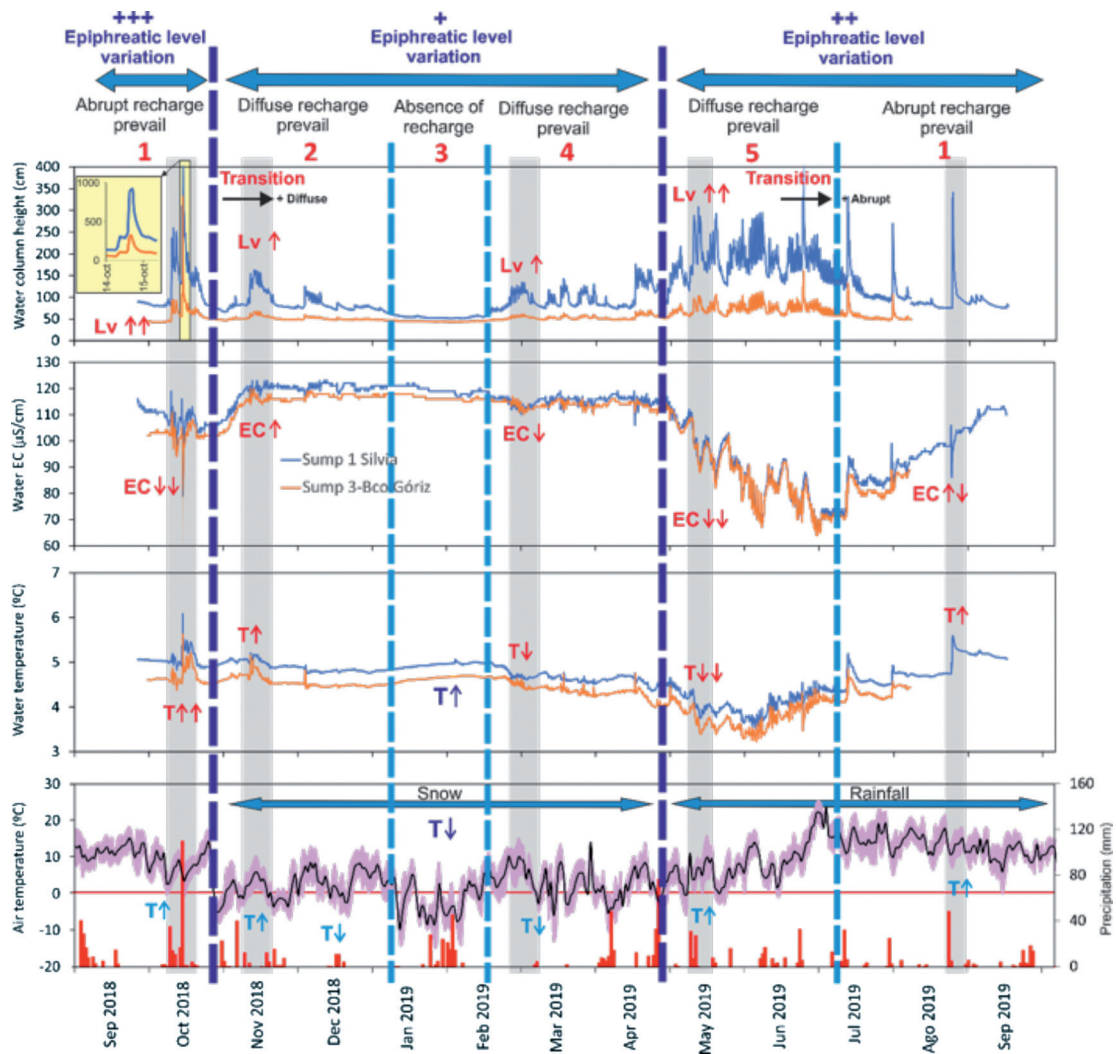 +++
Epiphreatic level
variation
+
Epiphreatic level
variation
++
Epiphreatic level
variation
Abrupt recharge
prevail
Diffuse recharge
prevail
Absence of
recharge
Diffuse recharge
prevail
Diffuse recharge
prevail
Abrupt recharge
prevail
1 2 3 4 5 1
Water column height (cm)
400
350
300
250
200
150
100
50
0
1000
500
0
14-oct
15-oct
Lv ↑↑
Transition
→ + Diffuse
Lv ↑
Lv ↑
Lv ↑↑
Transition
→ + Abrupt
Water EC (µS/cm)
130
120
110
100
90
80
70
60
EC ↓↓
EC ↑
Sump 1 Silvia
Sump 3-Bco Góriz
EC ↓
EC ↓↓
EC ↑↓
Water temperature (ºC)
7
6
5
4
3
T↑↑
T↑
T↑
T↓
T↓↓
T↑
Air temperature (ºC)
30
20
10
0
-10
-20
Snow
Rainfall
T↑
T↑
T↓
T↓
T↓
T↑
T↑
160
120
80
40
0
Precipitation (mm)
Sep 2018
Oct 2018
Nov 2018
Dec 2018
Jan 2019
Feb 2019
Mar 2019
Apr 2019
May 2019
Jun 2019
Jul 2019
Ago 2019
Sep 2019